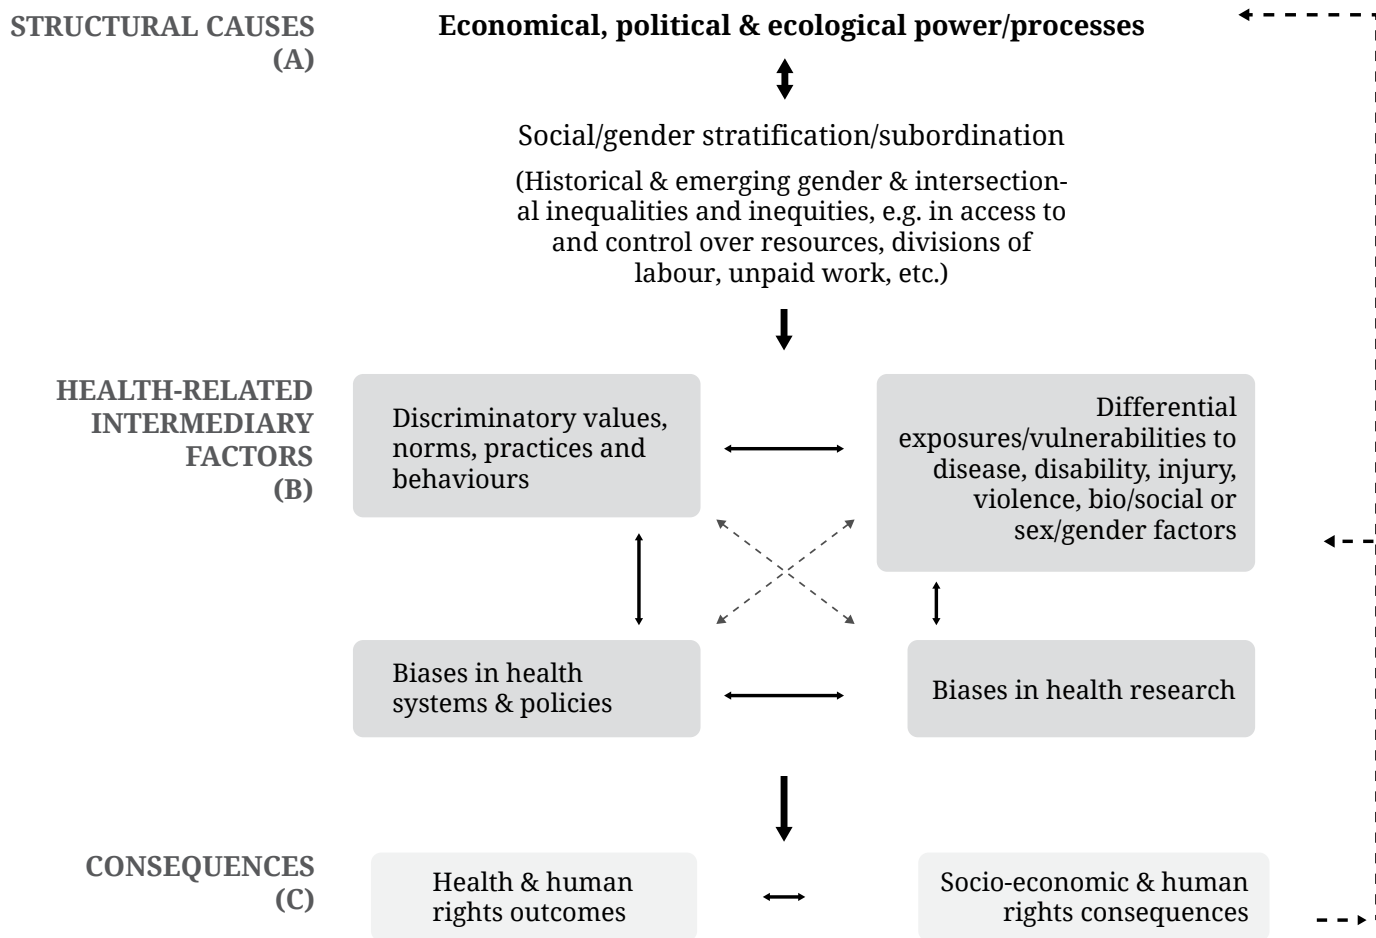 STRUCTURAL CAUSES
(A)
Economical, political & ecological power/processes
Social/gender stratification/subordination
(Historical & emerging gender & intersection-
al inequalities and inequities, e.g. in access to
and control over resources, divisions of
labour, unpaid work, etc.)
HEALTH-RELATED
INTERMEDIARY
FACTORS
(B)
Discriminatory values,
norms, practices and
behaviours
Differential
exposures/vulnerabilities to
disease, disability, injury,
violence, bio/social or
sex/gender factors
Biases in health
systems & policies
Biases in health research
CONSEQUENCES
(C)
Health & human
rights outcomes
Socio-economic & human
rights consequences